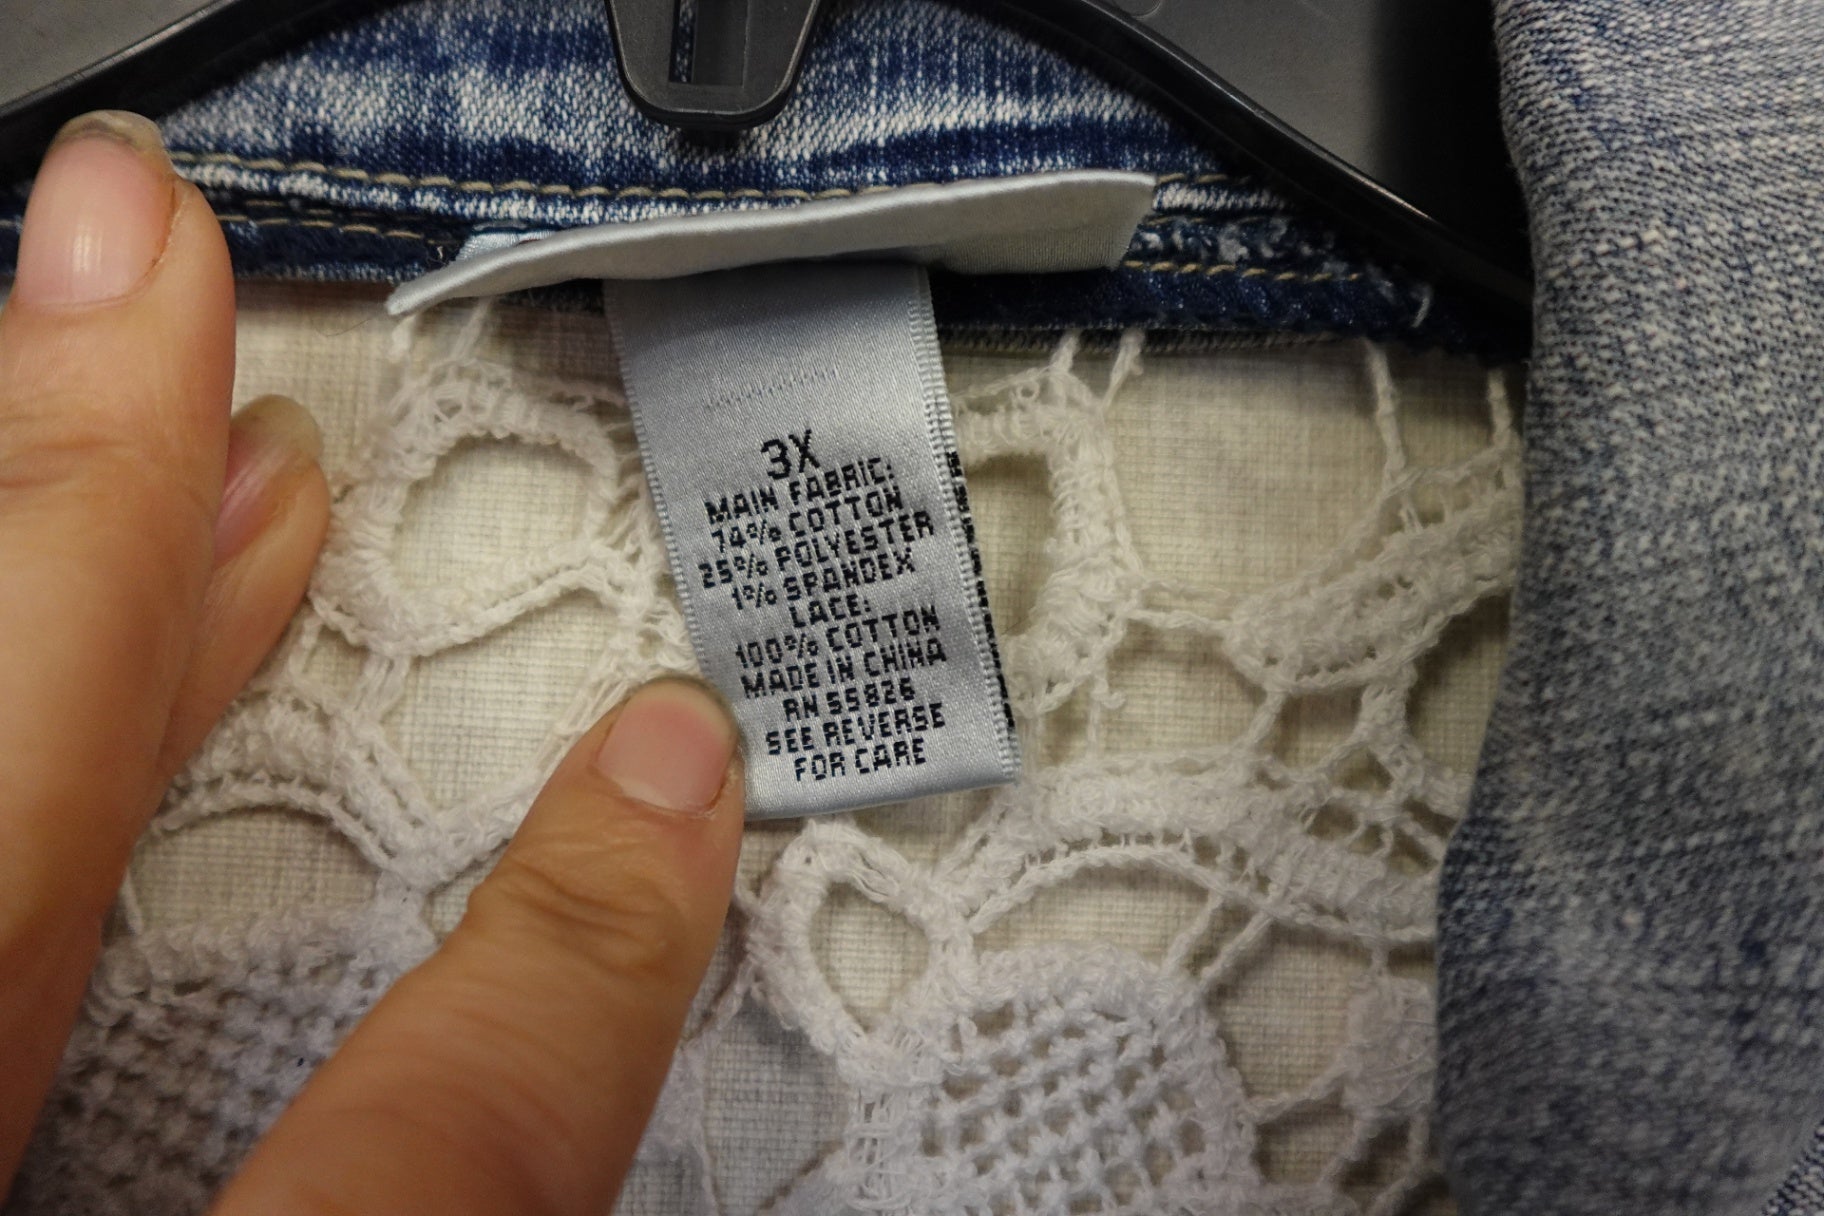 3X
MAIN FABRIC:
74% COTTON
25% POLYESTER
1% SPANDEX
LACE:
100% COTTON
MADE IN CHINA
RN 55826
SEE REVERSE
FOR CARE